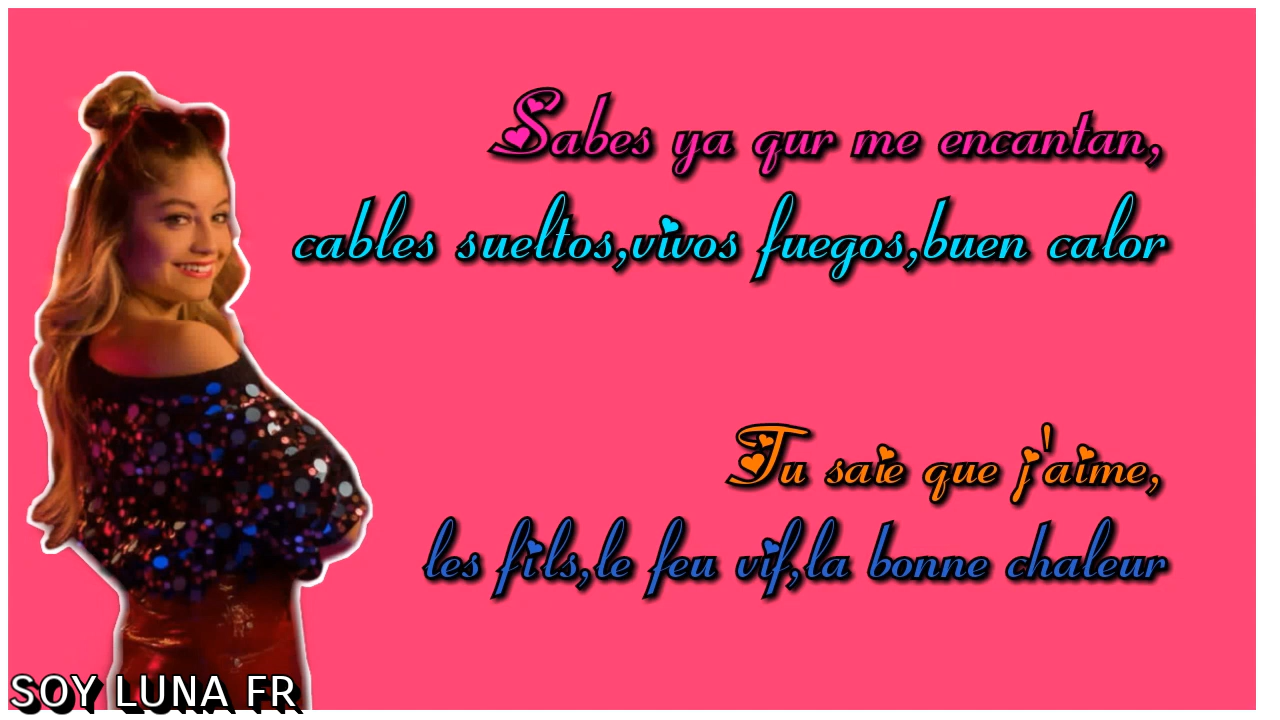 Sabes ya qur me encantan,
cables sueltos,vivos fuegos,buen calor
Tu saie que j'aime,
les fils,le feu vif,la bonne chaleur
SOY LUNA FR